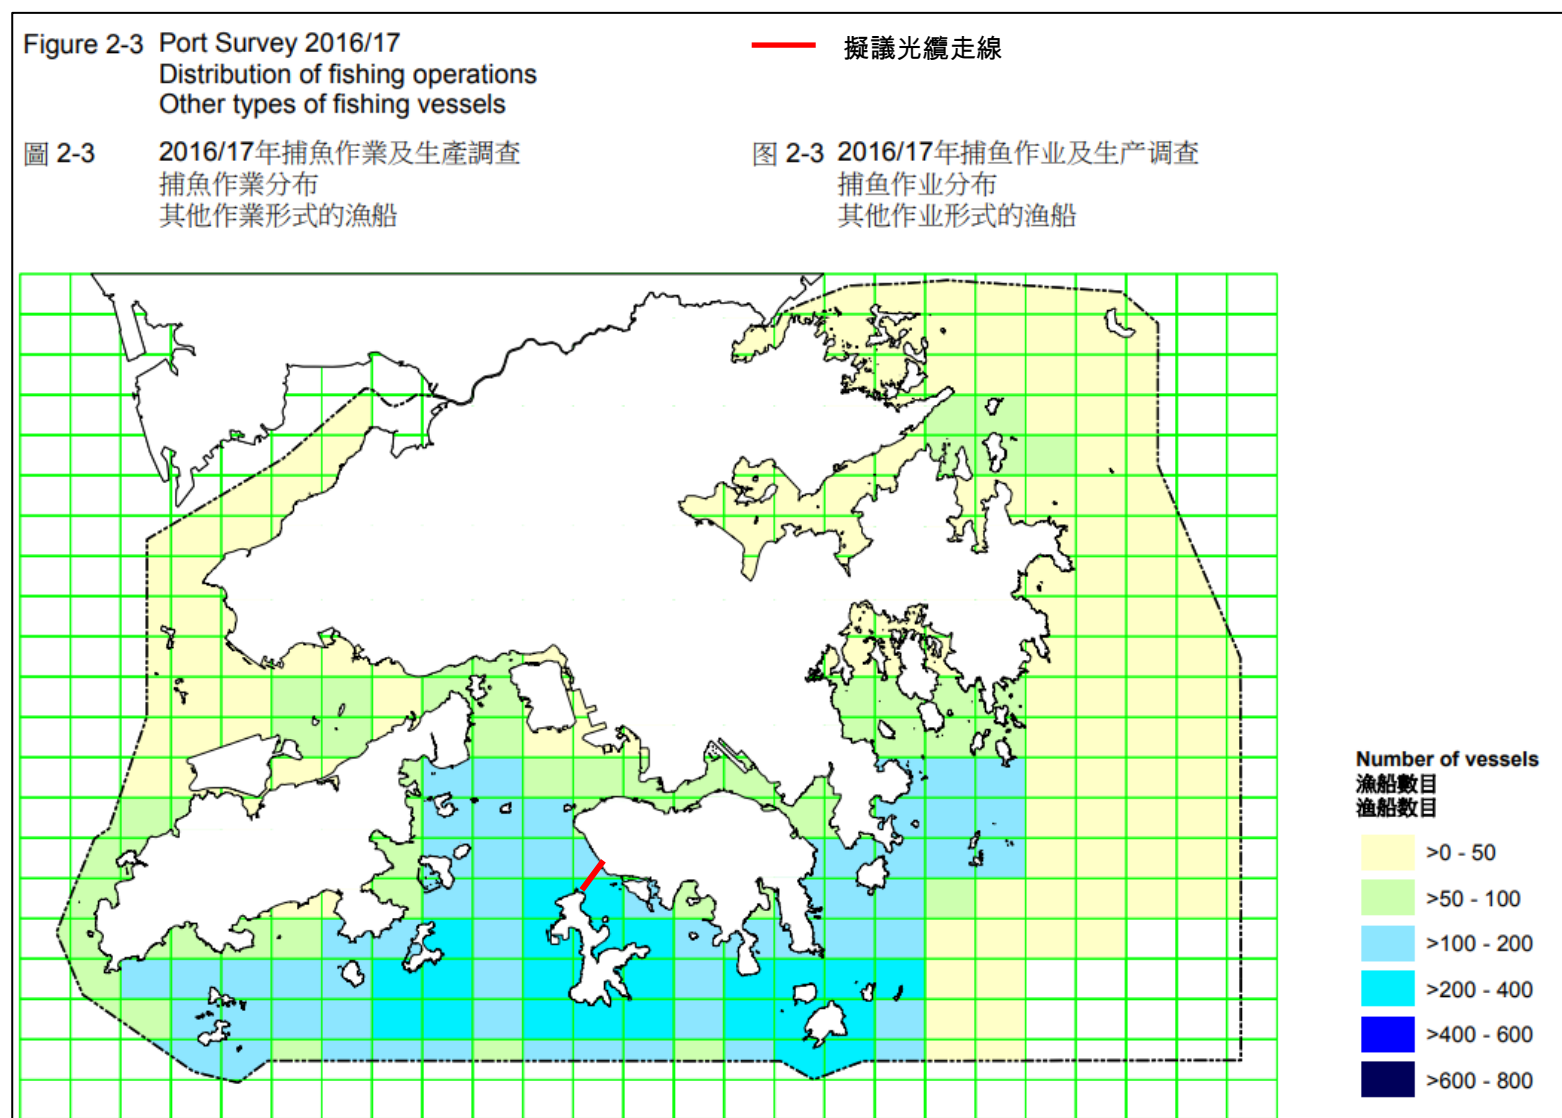 Figure 2-3 Port Survey 2016/17
Distribution of fishing operations
Other types of fishing vessels
擬議光纜走線
圖 2-3 2016/17年捕魚作業及生產調查
捕魚作業分布
其他作業形式的漁船
图 2-3 2016/17年捕鱼作业及生产调查
捕鱼作业分布
其他作业形式的渔船
Number of vessels
漁船數目
渔船數目
>0 - 50
>50 - 100
>100 - 200
>200 - 400
>400 - 600
>600 - 800